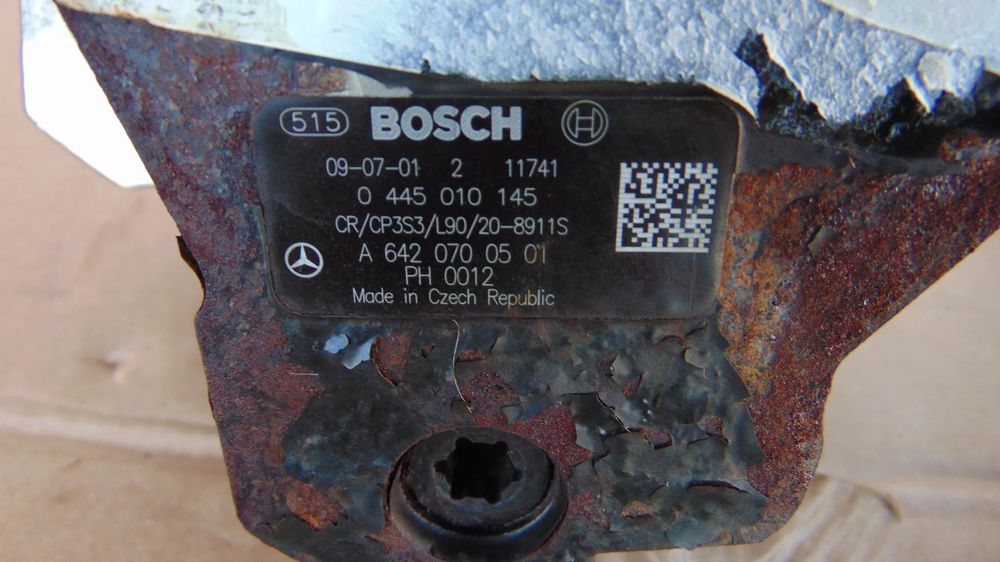 515 BOSCH
09-07-01 2 11741
0 445 010 145
CR/CP3S3/L90/20-8911S
A 642 070 05 01
PH 0012
Made in Czech Republic